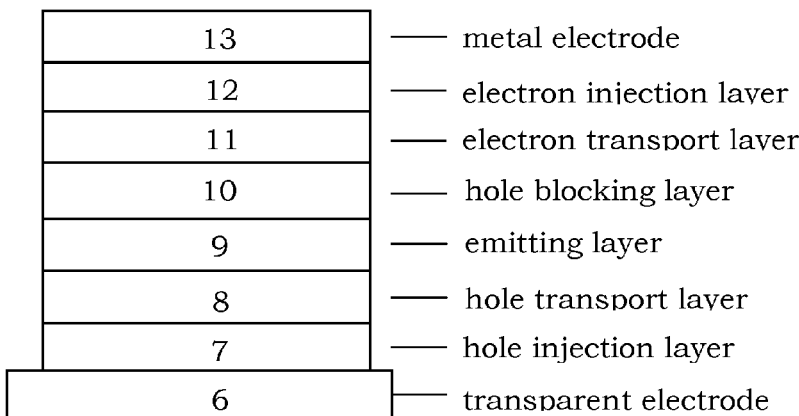 13 metal electrode
12 electron injection layer
11 electron transport layer
10 hole blocking layer
9 emitting layer
8 hole transport layer
7 hole injection layer
6 transparent electrode